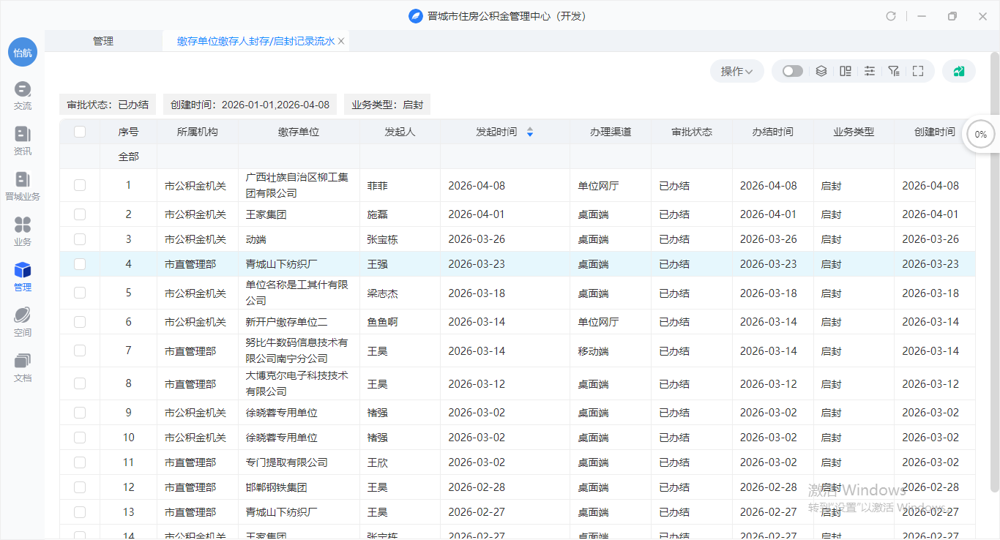 晋城市住房公积金管理中心（开发）
管理
缴存单位缴存人封存/启封记录流水
怡航
交流
资讯
晋城业务
业务
管理
空间
文档
操作
审批状态：已办结
创建时间：2026-01-01,2026-04-08
业务类型：启封
0%
序号 所属机构 缴存单位 发起人 发起时间 办理渠道 审批状态 办结时间 业务类型 创建时间
全部
1 市公积金机关 广西壮族自治区柳工集团有限公司 菲菲 2026-04-08 单位网厅 已办结 2026-04-08 启封 2026-04-08
2 市公积金机关 王家集团 施磊 2026-04-01 桌面端 已办结 2026-04-01 启封 2026-04-01
3 市公积金机关 动端 张宝栋 2026-03-26 桌面端 已办结 2026-03-26 启封 2026-03-26
4 市直管理部 青城山下纺织厂 王强 2026-03-23 桌面端 已办结 2026-03-23 启封 2026-03-23
5 市公积金机关 单位名称是工其什有限公司 梁志杰 2026-03-18 桌面端 已办结 2026-03-18 启封 2026-03-18
6 市公积金机关 新开户缴存单位二 鱼鱼啊 2026-03-14 单位网厅 已办结 2026-03-14 启封 2026-03-14
7 市直管理部 努比牛数码信息技术有限公司南宁分公司 王昊 2026-03-14 移动端 已办结 2026-03-14 启封 2026-03-14
8 市直管理部 大博克尔电子科技技术有限公司 王昊 2026-03-12 桌面端 已办结 2026-03-12 启封 2026-03-12
9 市公积金机关 徐晓蓉专用单位 褚强 2026-03-02 桌面端 已办结 2026-03-02 启封 2026-03-02
10 市公积金机关 徐晓蓉专用单位 褚强 2026-03-02 桌面端 已办结 2026-03-02 启封 2026-03-02
11 市直管理部 专门提取有限公司 王欣 2026-03-02 桌面端 已办结 2026-03-02 启封 2026-03-02
12 市直管理部 邯郸钢铁集团 王昊 2026-02-28 桌面端 已办结 2026-02-28 启封 2026-02-28
13 市直管理部 青城山下纺织厂 王昊 2026-02-27 桌面端 已办结 2026-02-27 启封 2026-02-27
14 市公积金机关 王家集团 张宝栋 2026-02-27 桌面端 已办结 2026-02-27 启封 2026-02-27
激活 Windows
转到"设置"以激活 Windows。